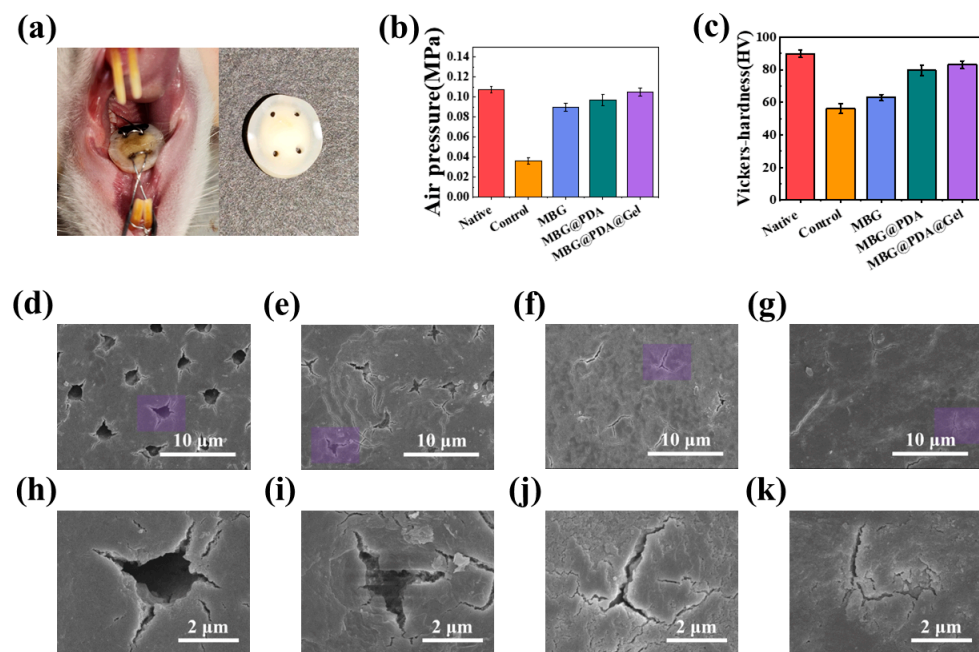 (a)
(b)
Air pressure(MPa)
0.14
0.12
0.10
0.08
0.06
0.04
0.02
0.00
Native
Control
MBG
MBG@PDA
MBG@PDA@Gel
(c)
Vickers-hardness(HV)
100
80
60
40
20
0
Native
Control
MBG
MBG@PDA
MBG@PDA@Gel
(d)
(e)
(f)
(g)
10 μm
10 μm
10 μm
10 μm
(h)
(i)
(j)
(k)
2 μm
2 μm
2 μm
2 μm